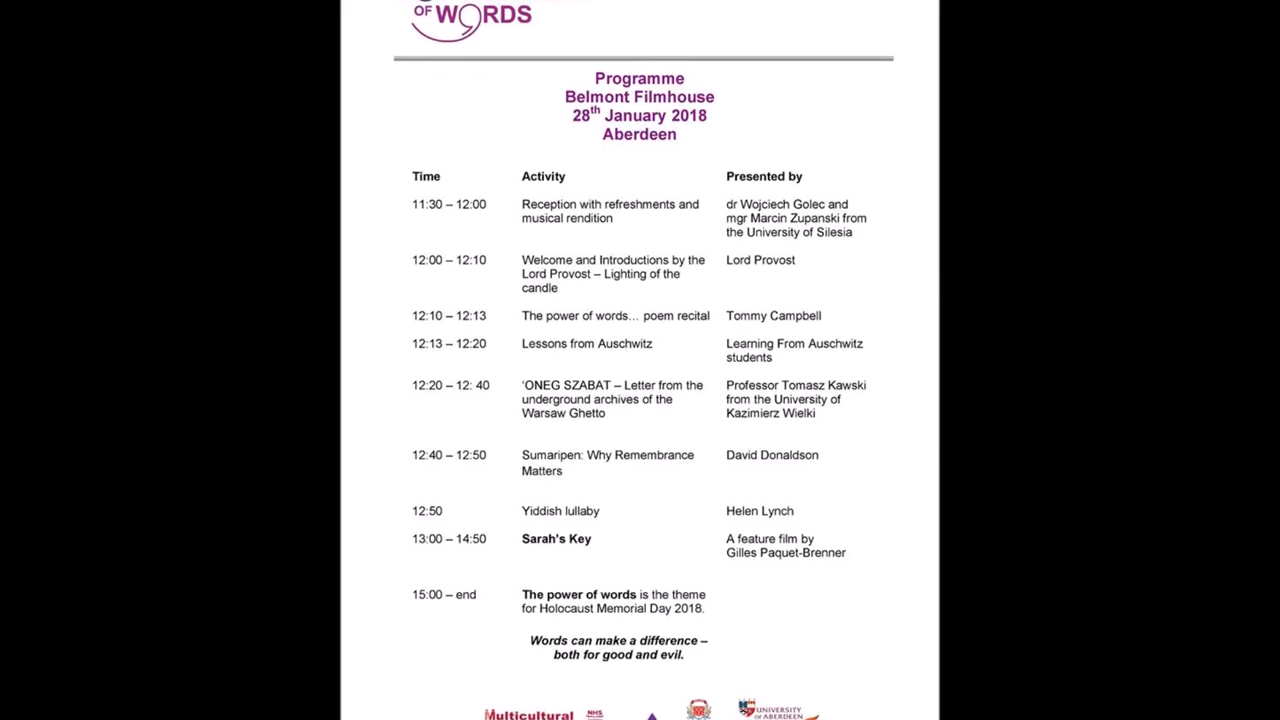 OF WORDS
Programme
Belmont Filmhouse
28th January 2018
Aberdeen
Time Activity Presented by
11:30 – 12:00 Reception with refreshments and dr Wojciech Golec and
musical rendition mgr Marcin Zupanski from
the University of Silesia
12:00 – 12:10 Welcome and Introductions by the Lord Provost
Lord Provost – Lighting of the
candle
12:10 – 12:13 The power of words... poem recital Tommy Campbell
12:13 – 12:20 Lessons from Auschwitz Learning From Auschwitz
students
12:20 – 12: 40 'ONEG SZABAT – Letter from the Professor Tomasz Kawski
underground archives of the from the University of
Warsaw Ghetto Kazimierz Wielki
12:40 – 12:50 Sumaripen: Why Remembrance David Donaldson
Matters
12:50 Yiddish lullaby Helen Lynch
13:00 – 14:50 Sarah's Key A feature film by
Gilles Paquet-Brenner
15:00 – end The power of words is the theme
for Holocaust Memorial Day 2018.
Words can make a difference –
both for good and evil.
Multicultural NHS UNIVERSITY
OF ABERDEEN